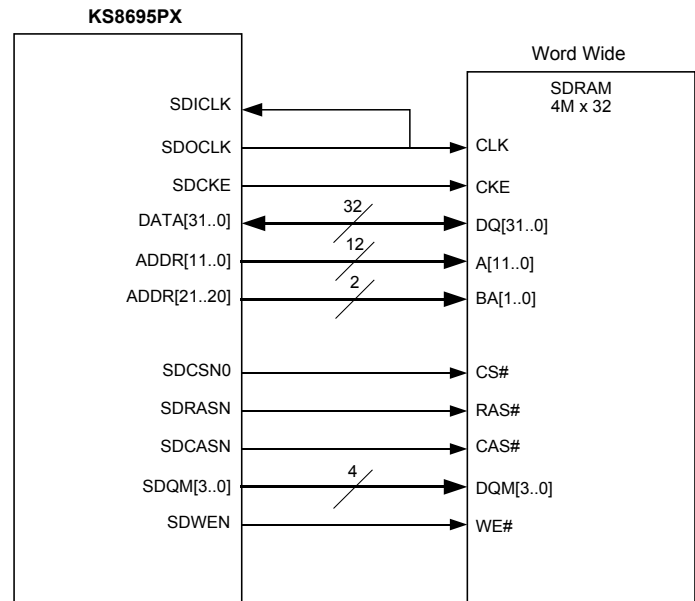 KS8695PX
Word Wide
SDRAM
4M x 32
SDICLK
SDOCLK
CLK
SDCKE
CKE
DATA[31..0]
32
DQ[31..0]
ADDR[11..0]
12
A[11..0]
ADDR[21..20]
2
BA[1..0]
SDCSN0
CS#
SDRASN
RAS#
SDCASN
CAS#
SDQM[3..0]
4
DQM[3..0]
SDWEN
WE#